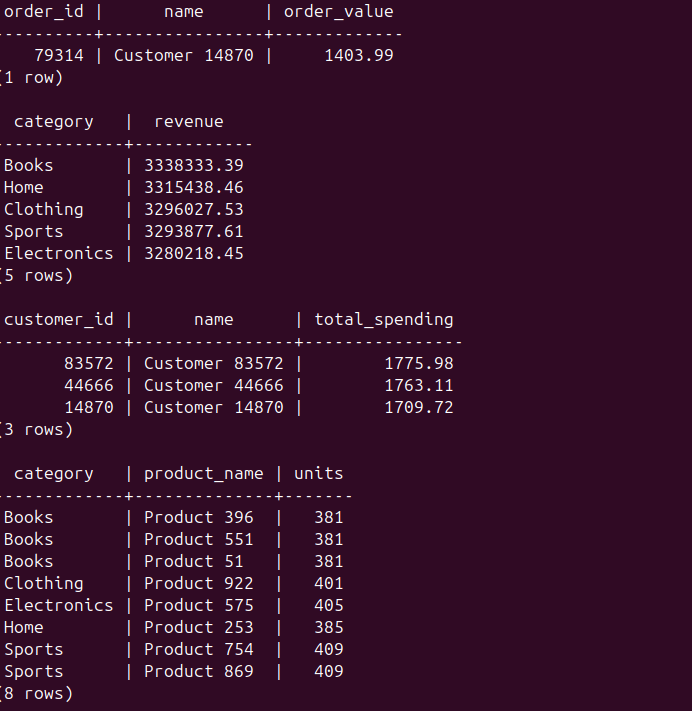 order_id |      name      | order_value
----------+----------------+-------------
   79314 | Customer 14870 |     1403.99
(1 row)
 category   |  revenue
-------------+------------
Books       | 3338333.39
Home        | 3315438.46
Clothing    | 3296027.53
Sports      | 3293877.61
Electronics | 3280218.45
(5 rows)
customer_id |      name      | total_spending
-------------+----------------+----------------
      83572 | Customer 83572 |        1775.98
      44666 | Customer 44666 |        1763.11
      14870 | Customer 14870 |        1709.72
(3 rows)
 category   | product_name | units
-------------+--------------+-------
Books       | Product 396  |   381
Books       | Product 551  |   381
Books       | Product 51   |   381
Clothing    | Product 922  |   401
Electronics | Product 575  |   405
Home        | Product 253  |   385
Sports      | Product 754  |   409
Sports      | Product 869  |   409
(8 rows)